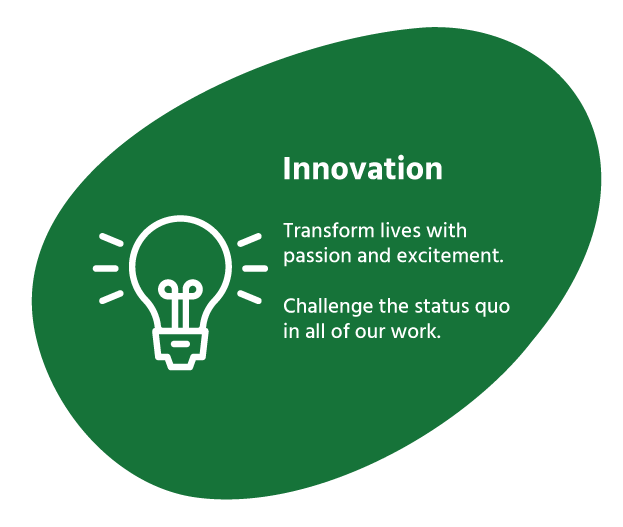 Innovation
Transform lives with
passion and excitement.
Challenge the status quo
in all of our work.